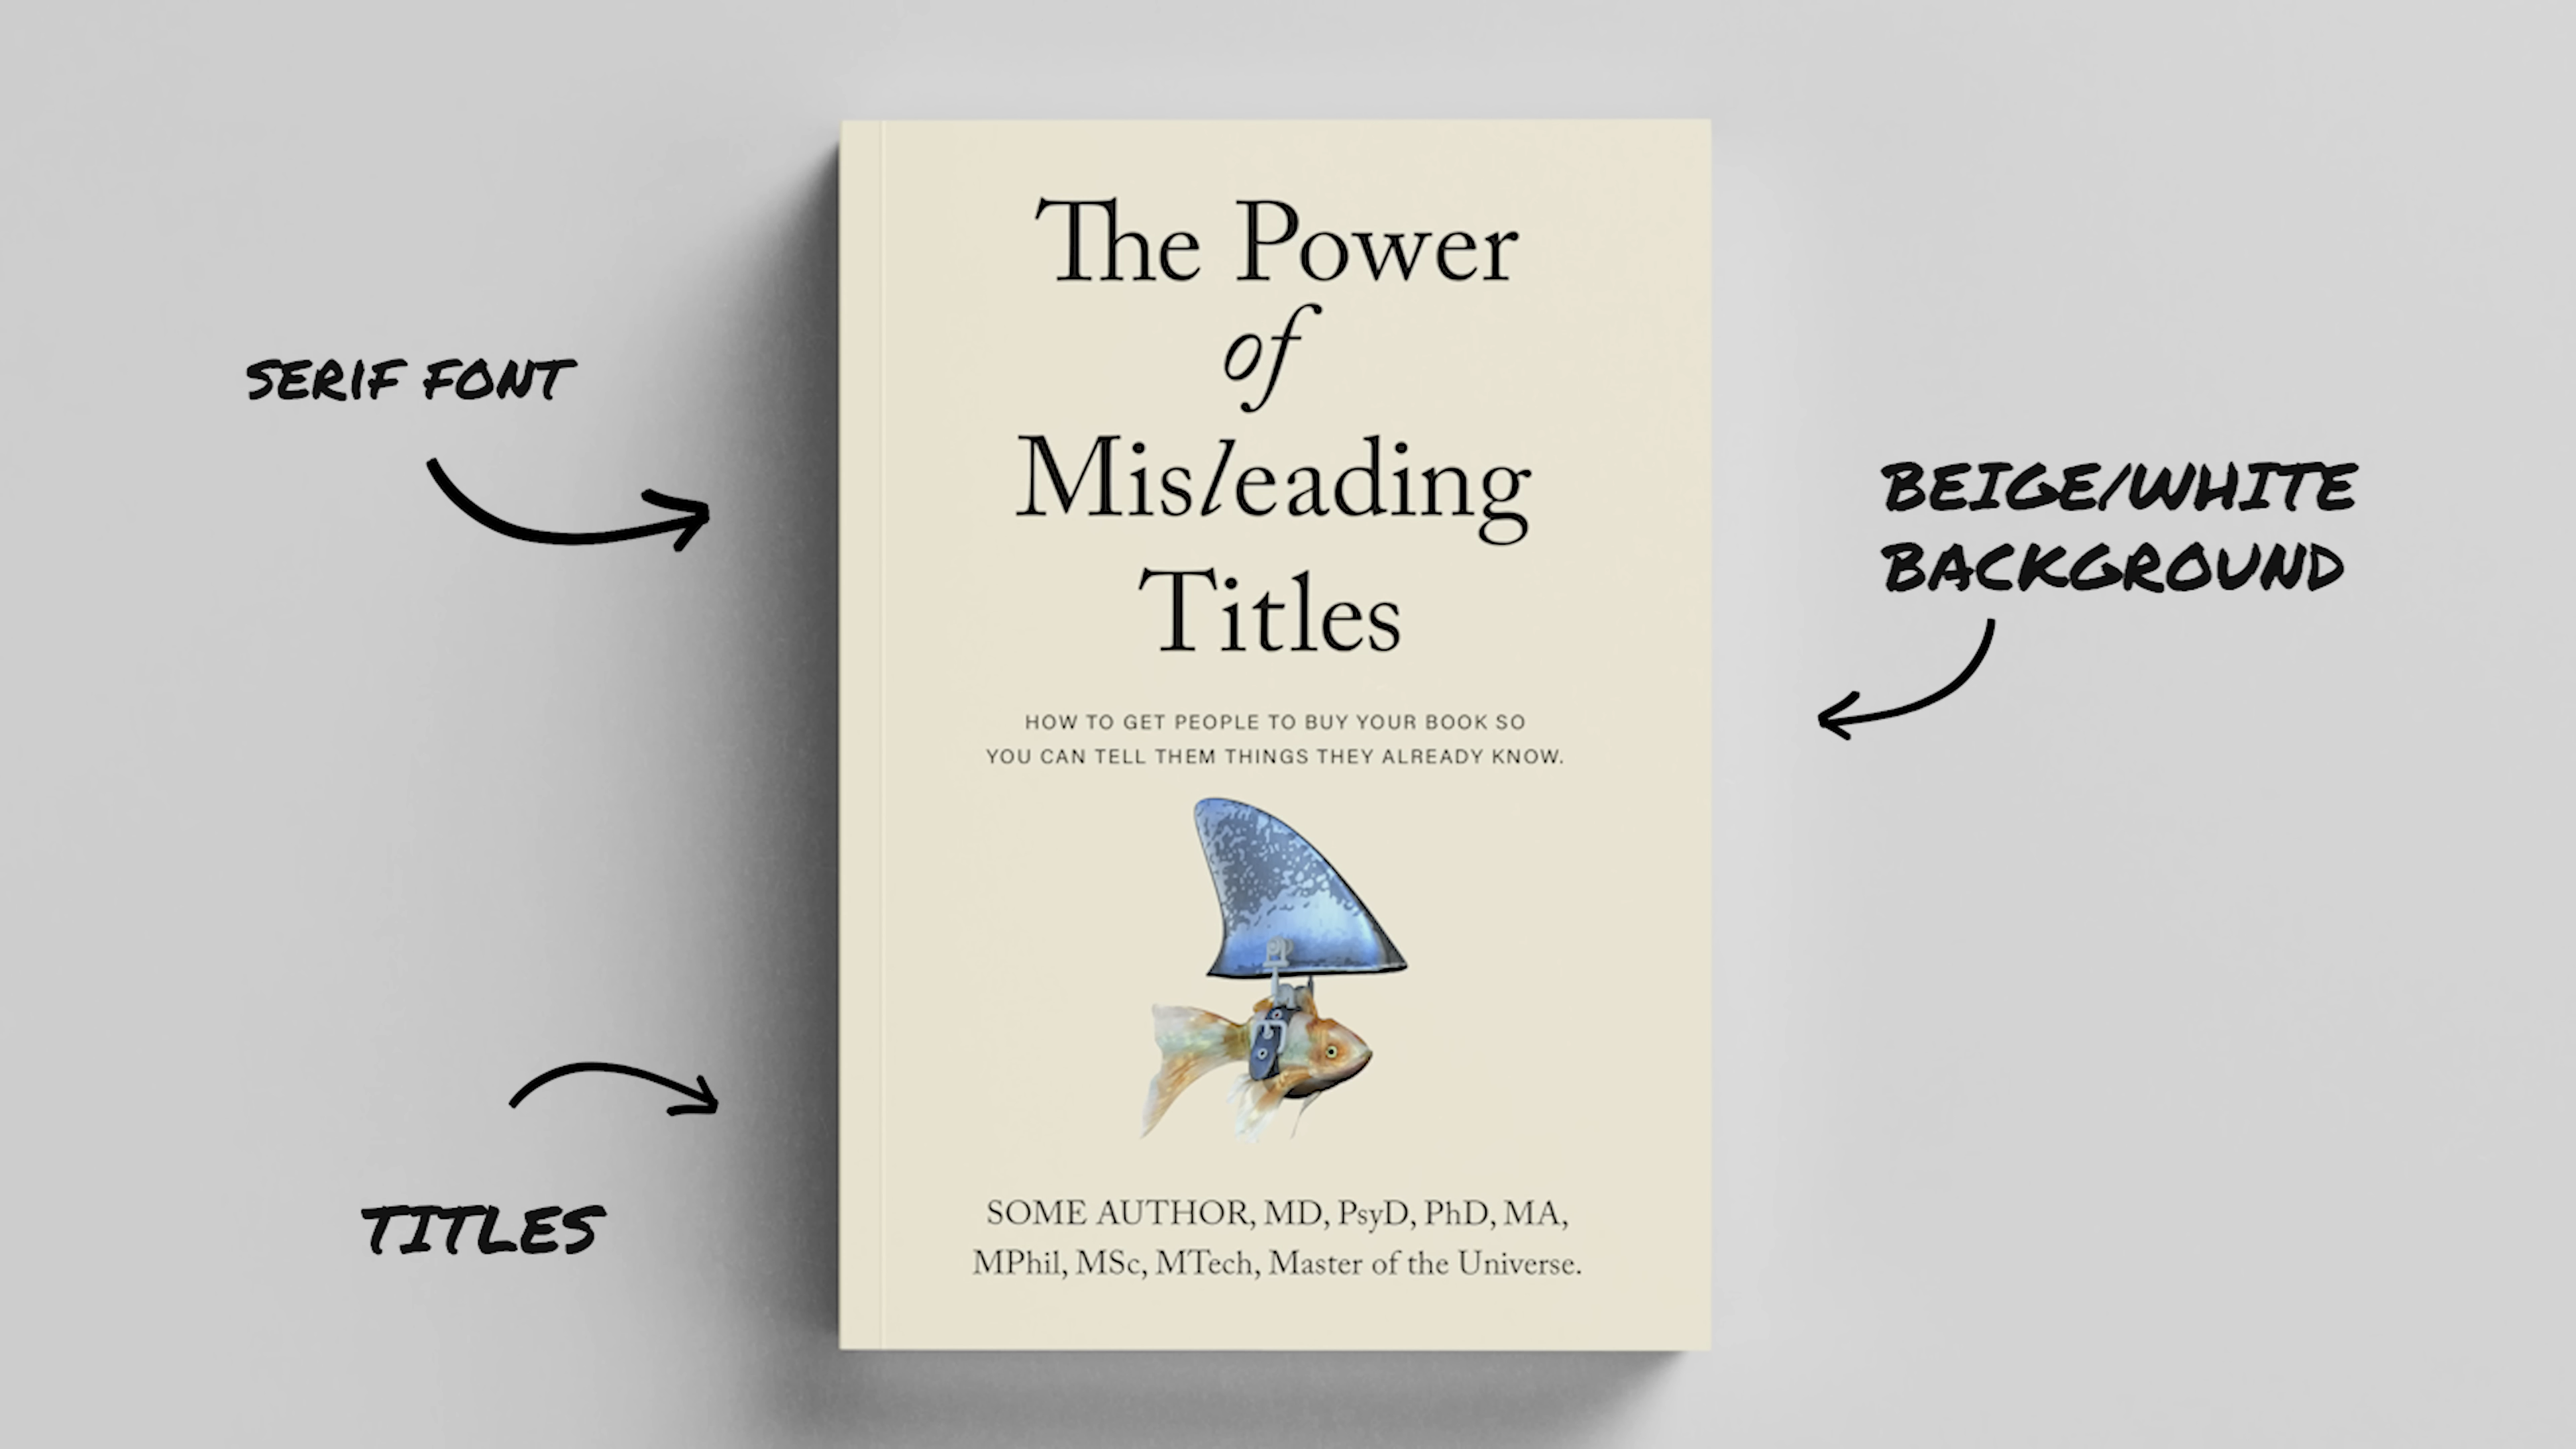 The Power
of
Misleading
Titles
HOW TO GET PEOPLE TO BUY YOUR BOOK SO
YOU CAN TELL THEM THINGS THEY ALREADY KNOW.
SOME AUTHOR, MD, PsyD, PhD, MA,
MPhil, MSc, MTech, Master of the Universe.
SERIF FONT
BEIGE/WHITE
BACKGROUND
TITLES